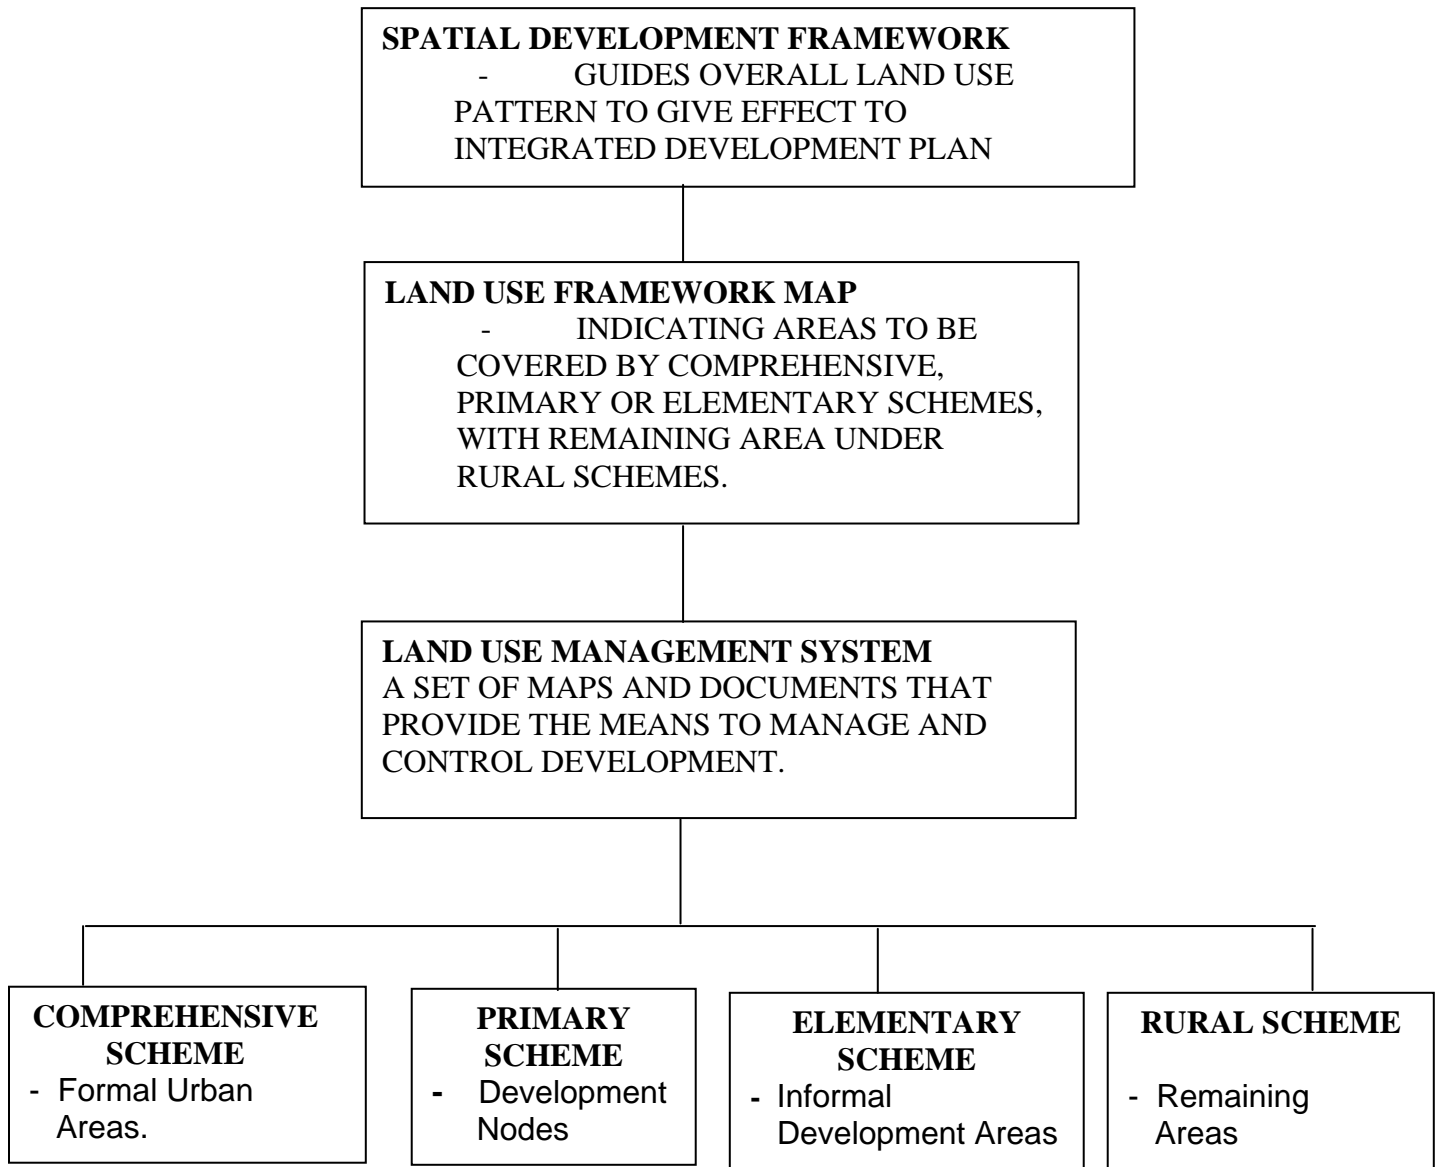 SPATIAL DEVELOPMENT FRAMEWORK
- GUIDES OVERALL LAND USE
PATTERN TO GIVE EFFECT TO
INTEGRATED DEVELOPMENT PLAN
LAND USE FRAMEWORK MAP
- INDICATING AREAS TO BE
COVERED BY COMPREHENSIVE,
PRIMARY OR ELEMENTARY SCHEMES,
WITH REMAINING AREA UNDER
RURAL SCHEMES.
LAND USE MANAGEMENT SYSTEM
A SET OF MAPS AND DOCUMENTS THAT
PROVIDE THE MEANS TO MANAGE AND
CONTROL DEVELOPMENT.
COMPREHENSIVE
SCHEME
- Formal Urban
Areas.
PRIMARY
SCHEME
- Development
Nodes
ELEMENTARY
SCHEME
- Informal
Development Areas
RURAL SCHEME
- Remaining
Areas